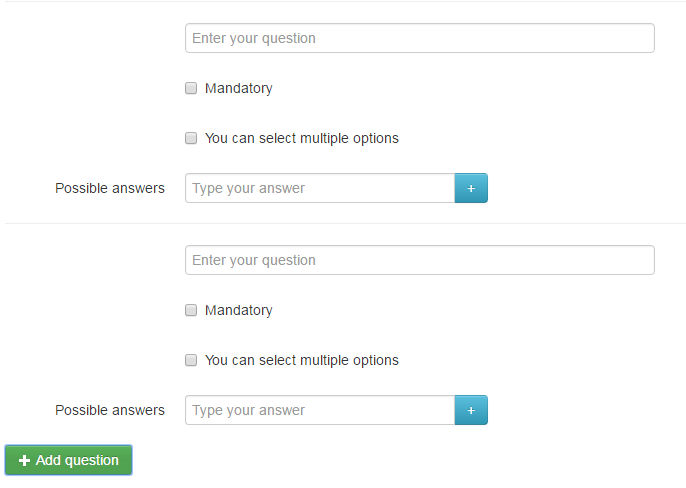 Enter your question
Mandatory
You can select multiple options
Possible answers Type your answer +
Enter your question
Mandatory
You can select multiple options
Possible answers Type your answer +
+ Add question